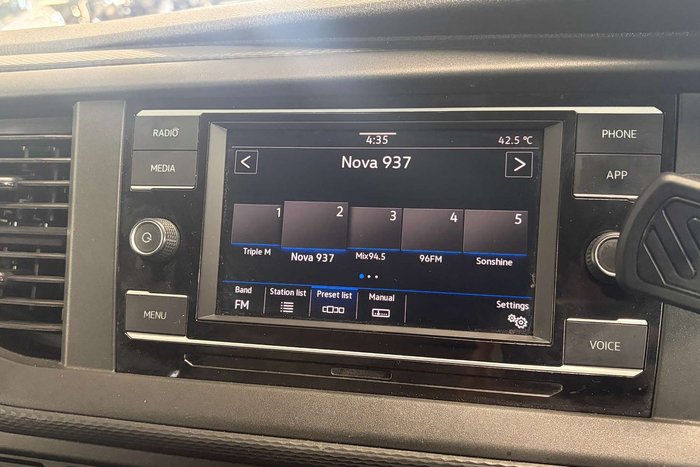 RADIO
MEDIA
MENU
4:35
42.5 °C
<
Nova 937
>
1
2
3
4
5
Triple M
Nova 937
Mix94.5
96FM
Sonshine
Band
FM
Station list
Preset list
Manual
Settings
PHONE
APP
VOICE